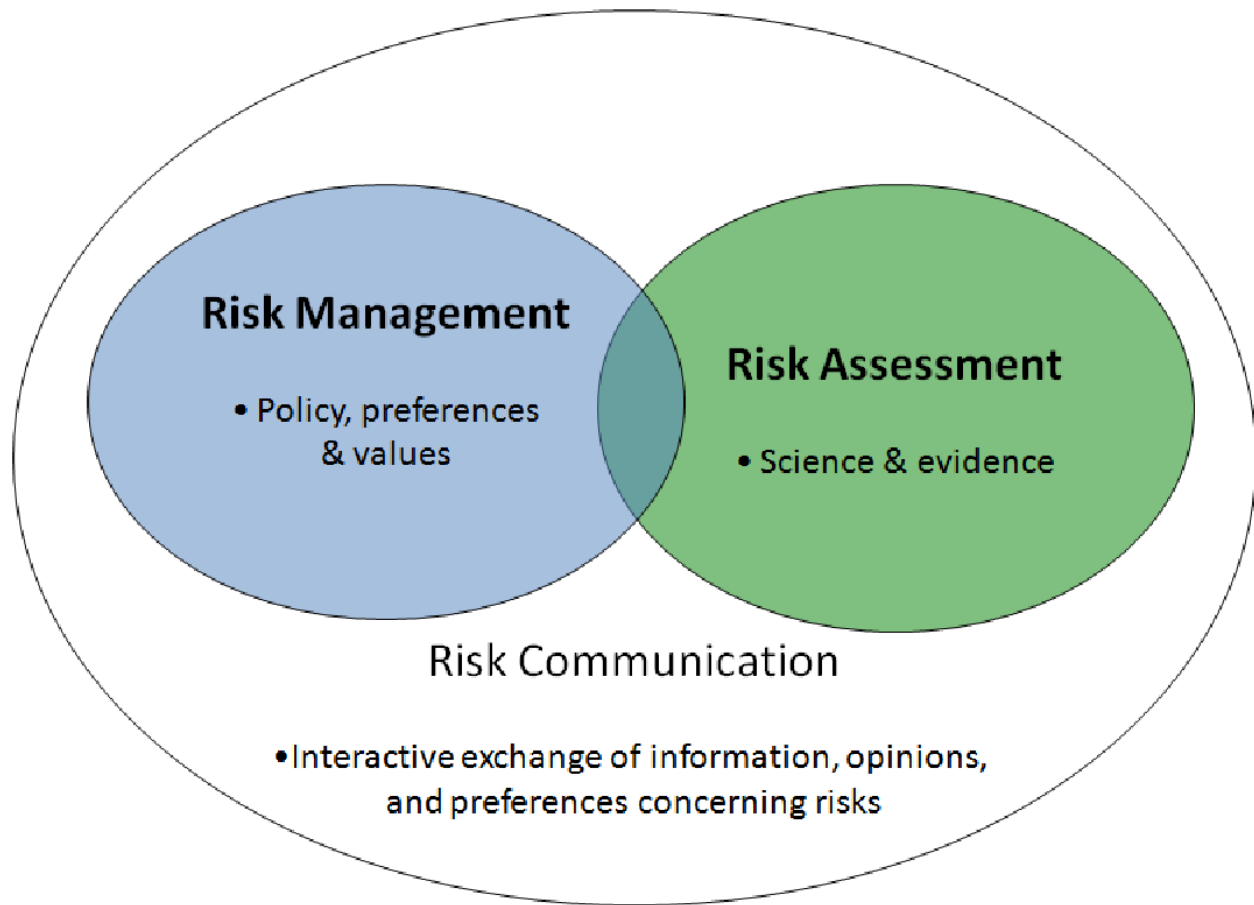 Risk Management
• Policy, preferences
& values
Risk Assessment
• Science & evidence
Risk Communication
•Interactive exchange of information, opinions,
and preferences concerning risks